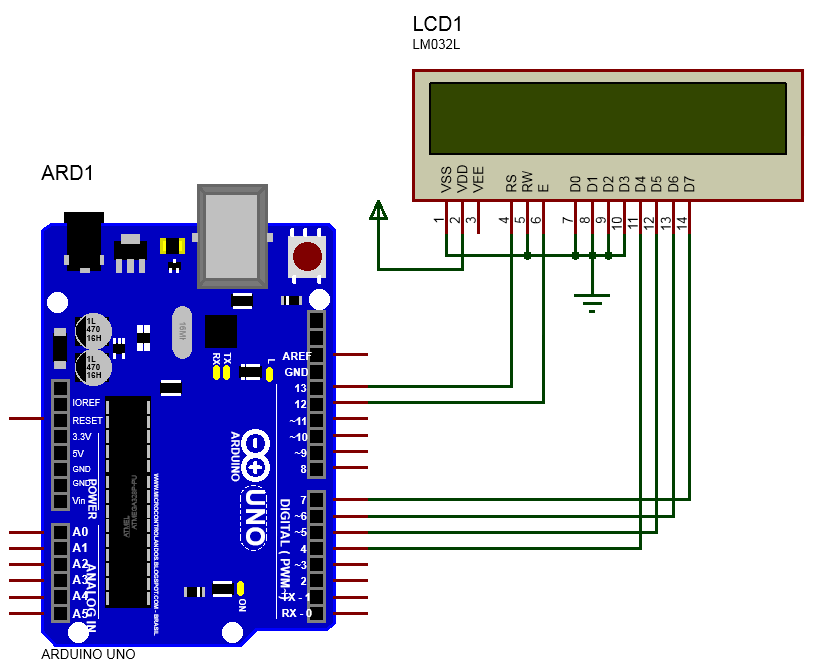 LCD1
LM032L
VSS
VDD
VEE
RS
RW
E
D0
D1
D2
D3
D4
D5
D6
D7
1
2
3
4
5
6
7
8
9
10
11
12
13
14
ARD1
1L
470
16H
1L
470
16H
16MH
RX
TX
L
AREF
GND
13
12
~11
~10
~9
8
IOREF
RESET
3.3V
5V
GND
GND
Vin
POWER
ARDUINO
UNO
ATMEL
ATMEGA328P-PU
WWW.MICROCONTROLANDOS.BLOGSPOT.COM - BRASIL
7
~6
~5
4
~3
2
TX - 1
RX - 0
DIGITAL (PWM~)
A0
A1
A2
A3
A4
A5
ANALOG IN
ON
ARDUINO UNO